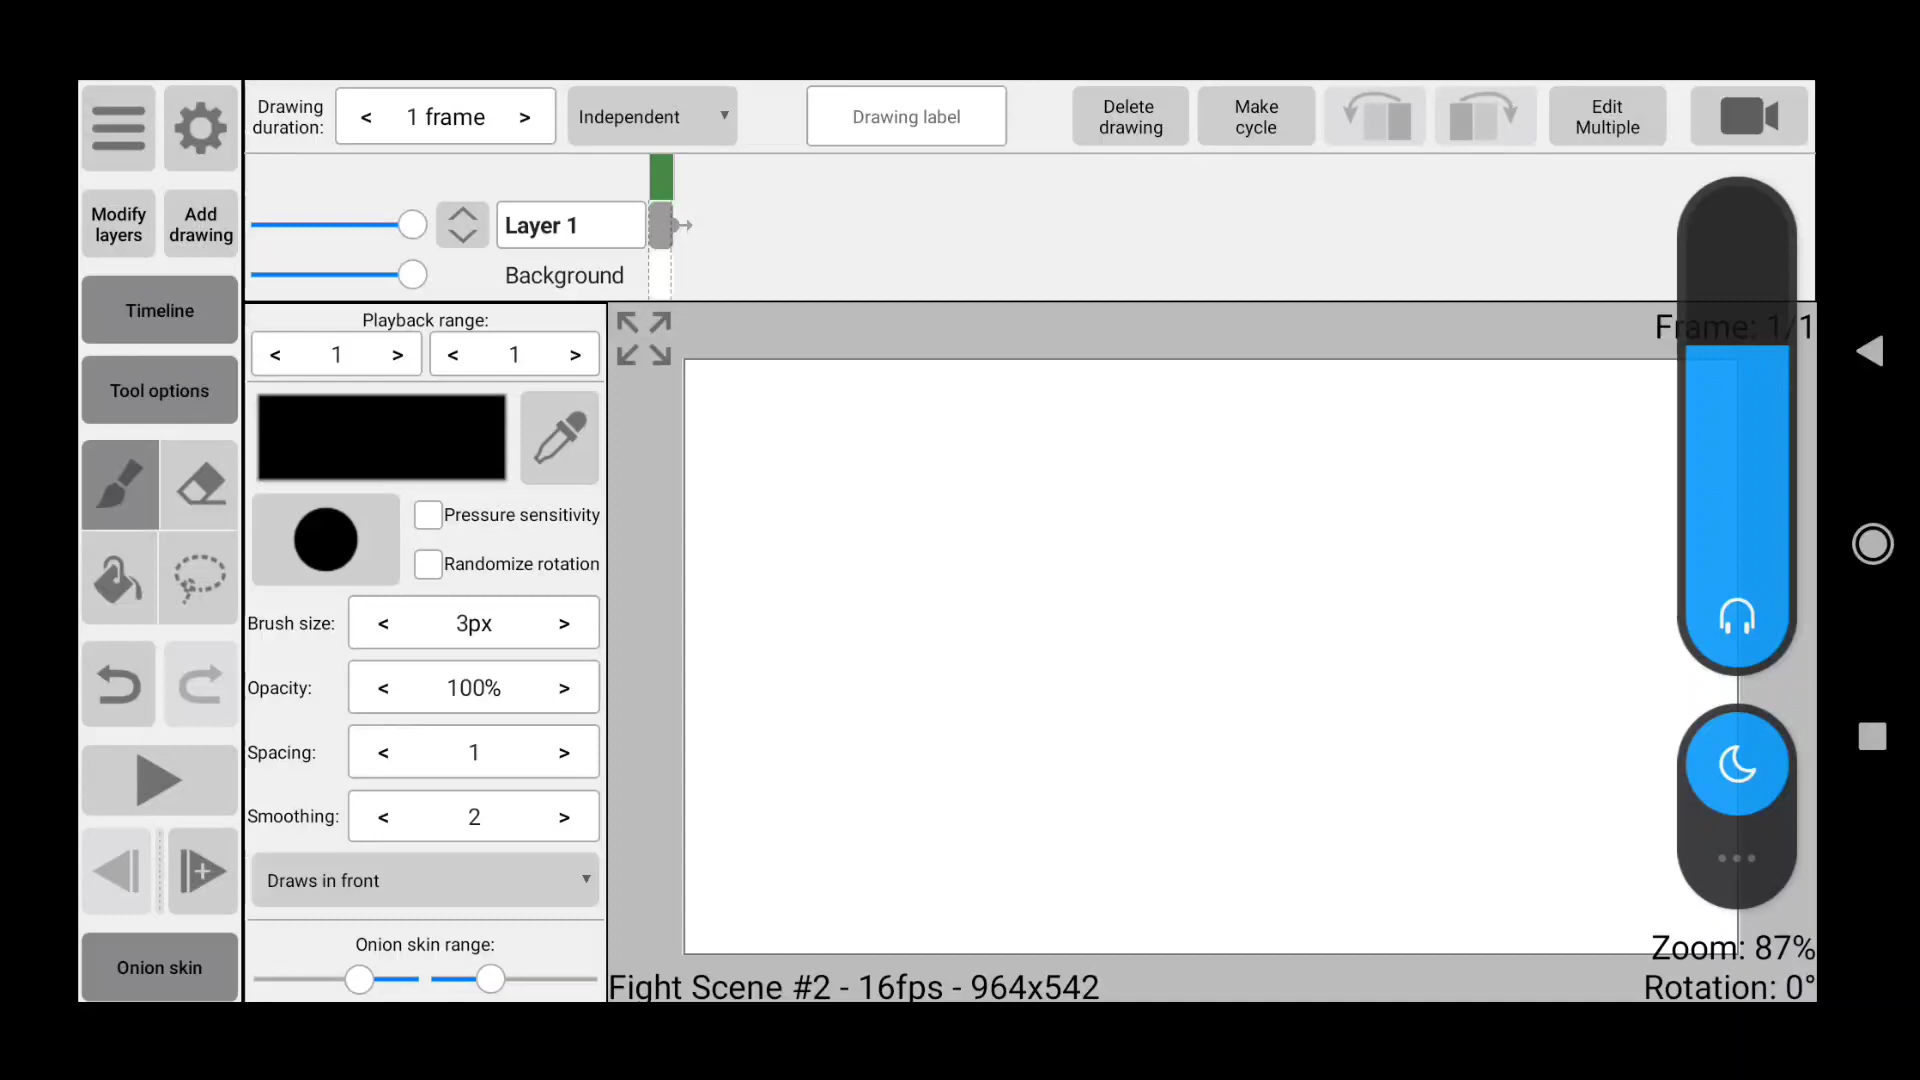 Drawing duration:
< 1 frame >
Independent
Drawing label
Delete drawing
Make cycle
Edit Multiple
Modify layers
Add drawing
Layer 1
Background
Timeline
Tool options
Playback range:
< 1 >
< 1 >
Frame: 1/1
Pressure sensitivity
Randomize rotation
Brush size:
< 3px >
Opacity:
< 100% >
Spacing:
< 1 >
Smoothing:
< 2 >
Draws in front
Onion skin
Onion skin range:
Zoom: 87%
Fight Scene #2 - 16fps - 964x542
Rotation: 0°